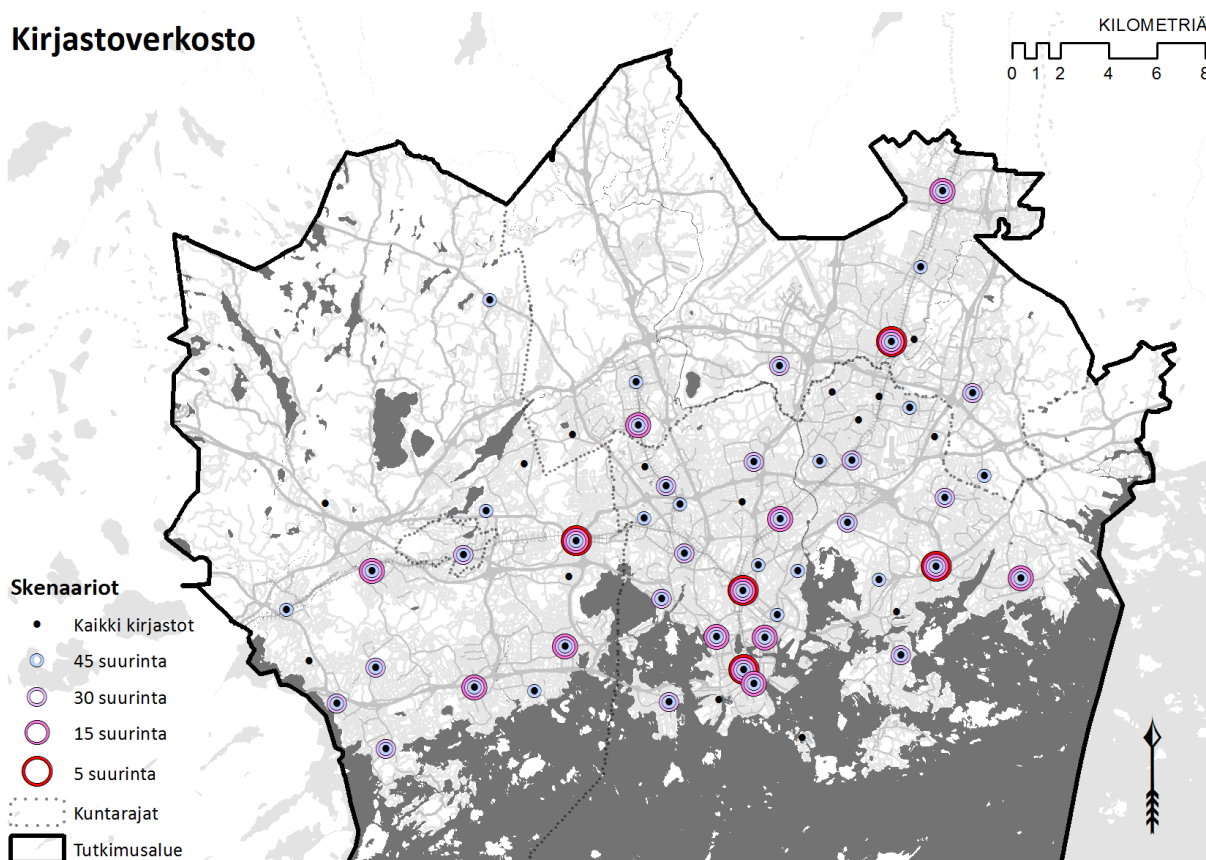 Kirjastoverkosto
KILOMETRIÄ
0 1 2 4 6 8
Skenaariot
Kaikki kirjastot
45 suurinta
30 suurinta
15 suurinta
5 suurinta
Kuntarajat
Tutkimusalue